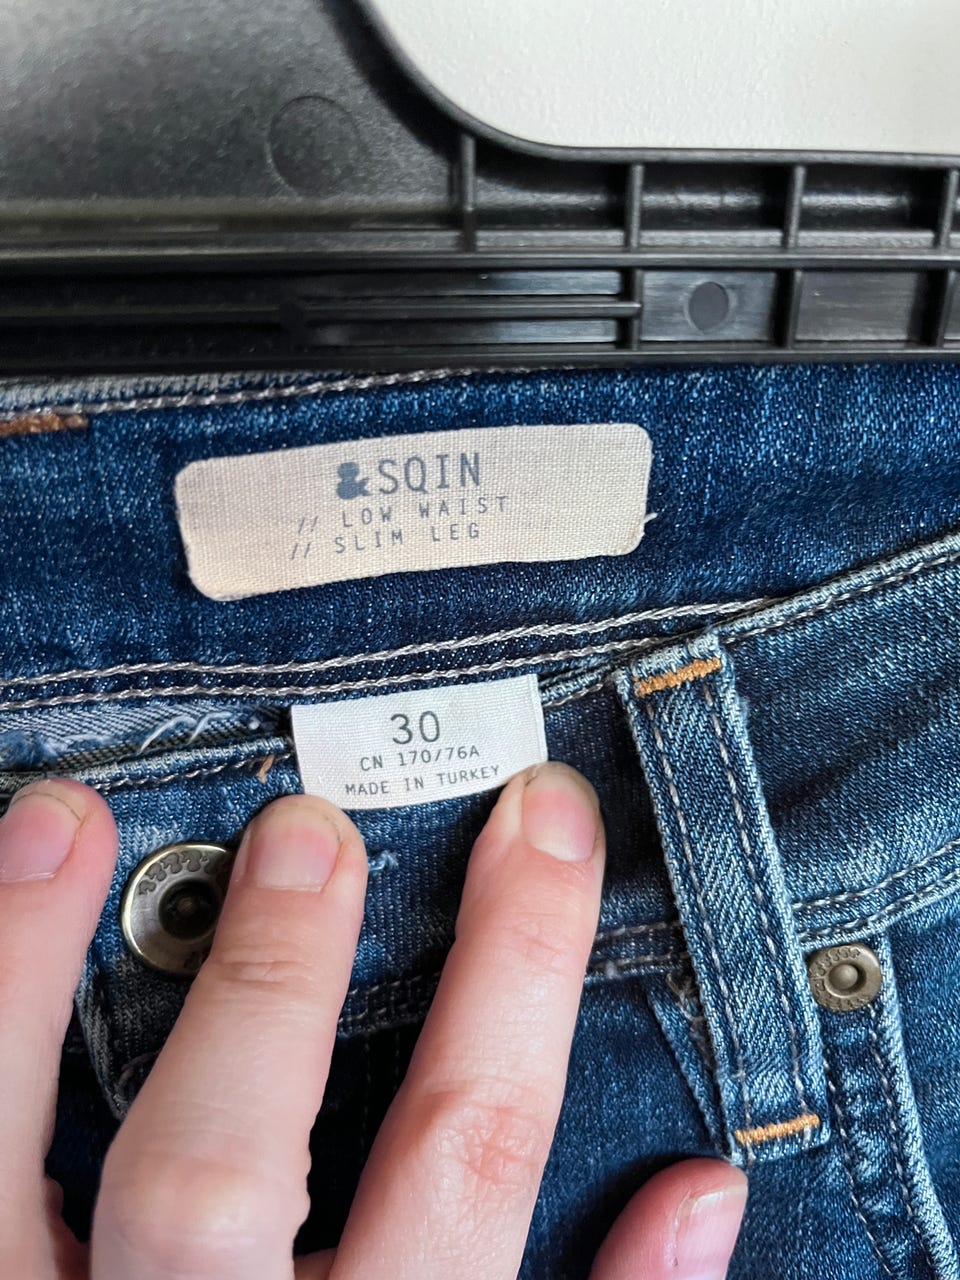 &SQIN
// LOW WAIST
// SLIM LEG
30
CN 170/76A
MADE IN TURKEY